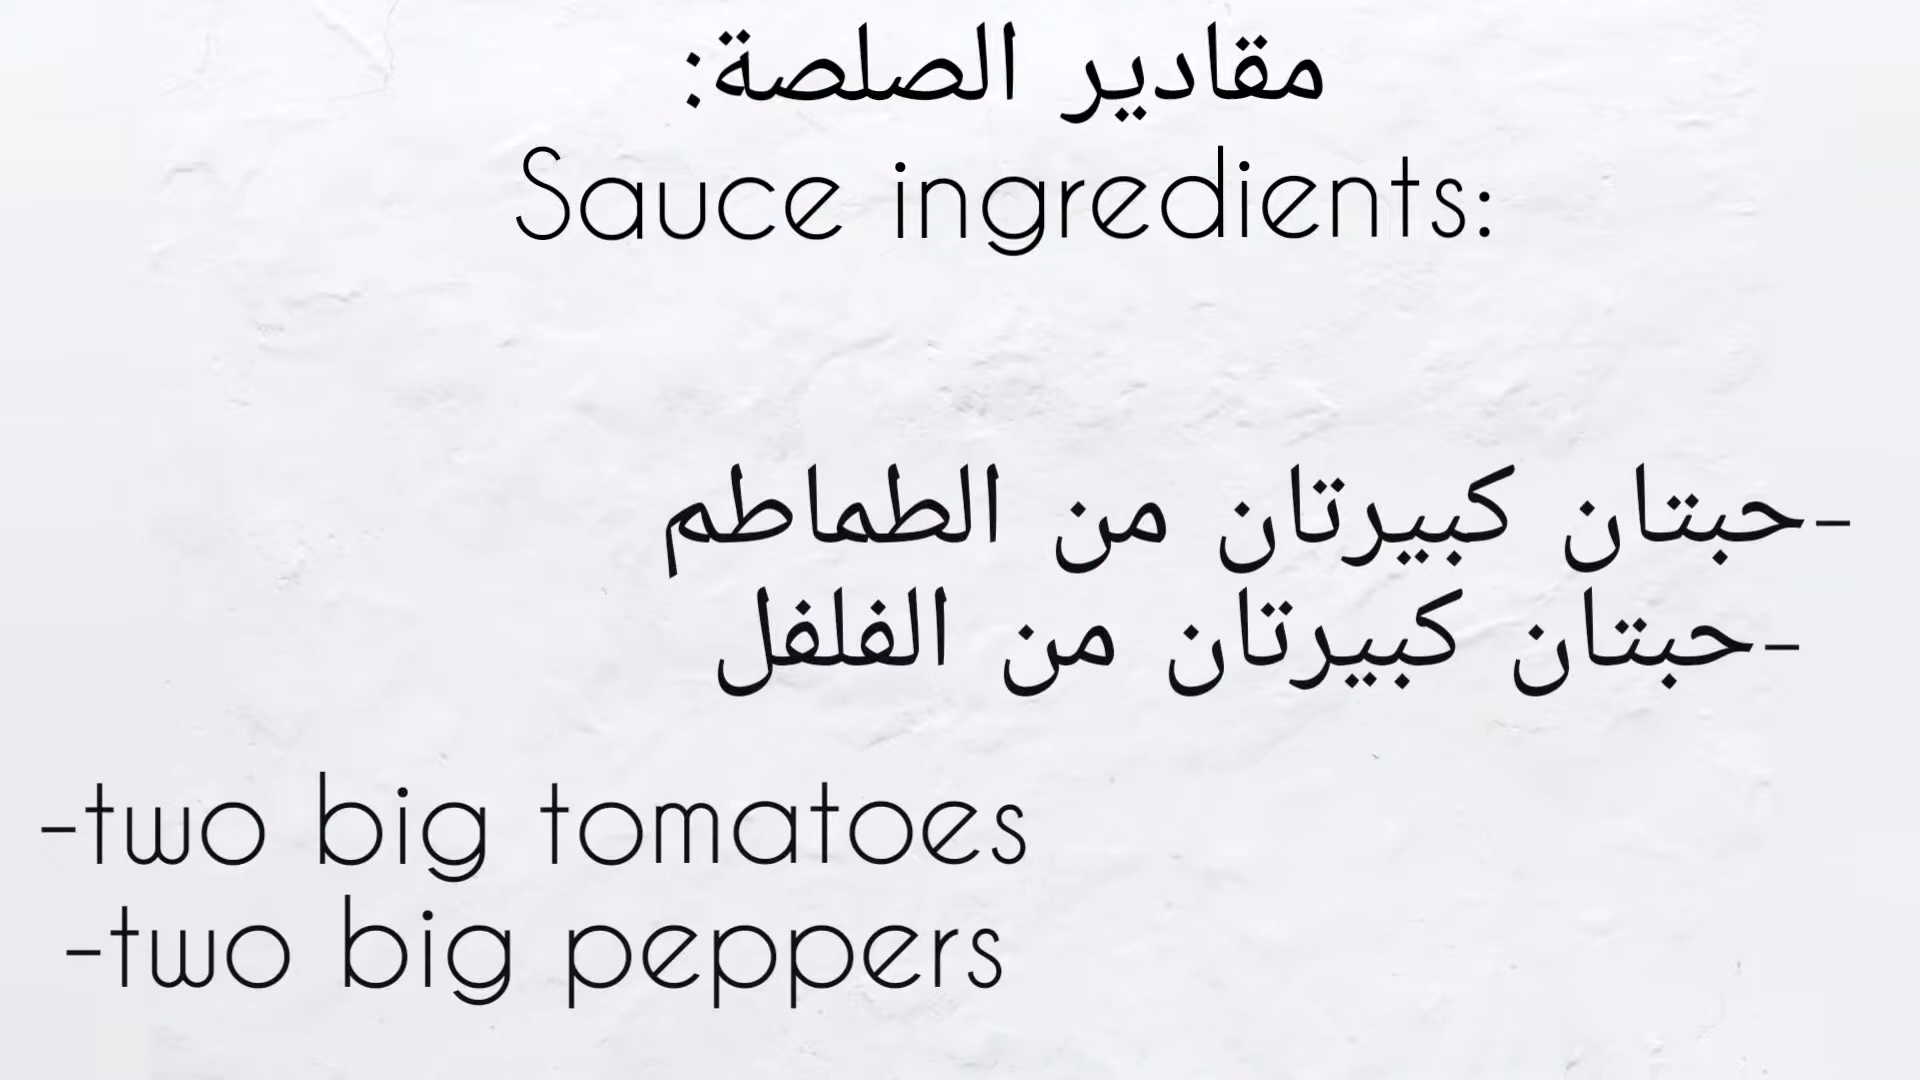 مقادير الصلصة:
Sauce ingredients:
-حبتان كبيرتان من الطماطم
-حبتان كبيرتان من الفلفل
-two big tomatoes
-two big peppers